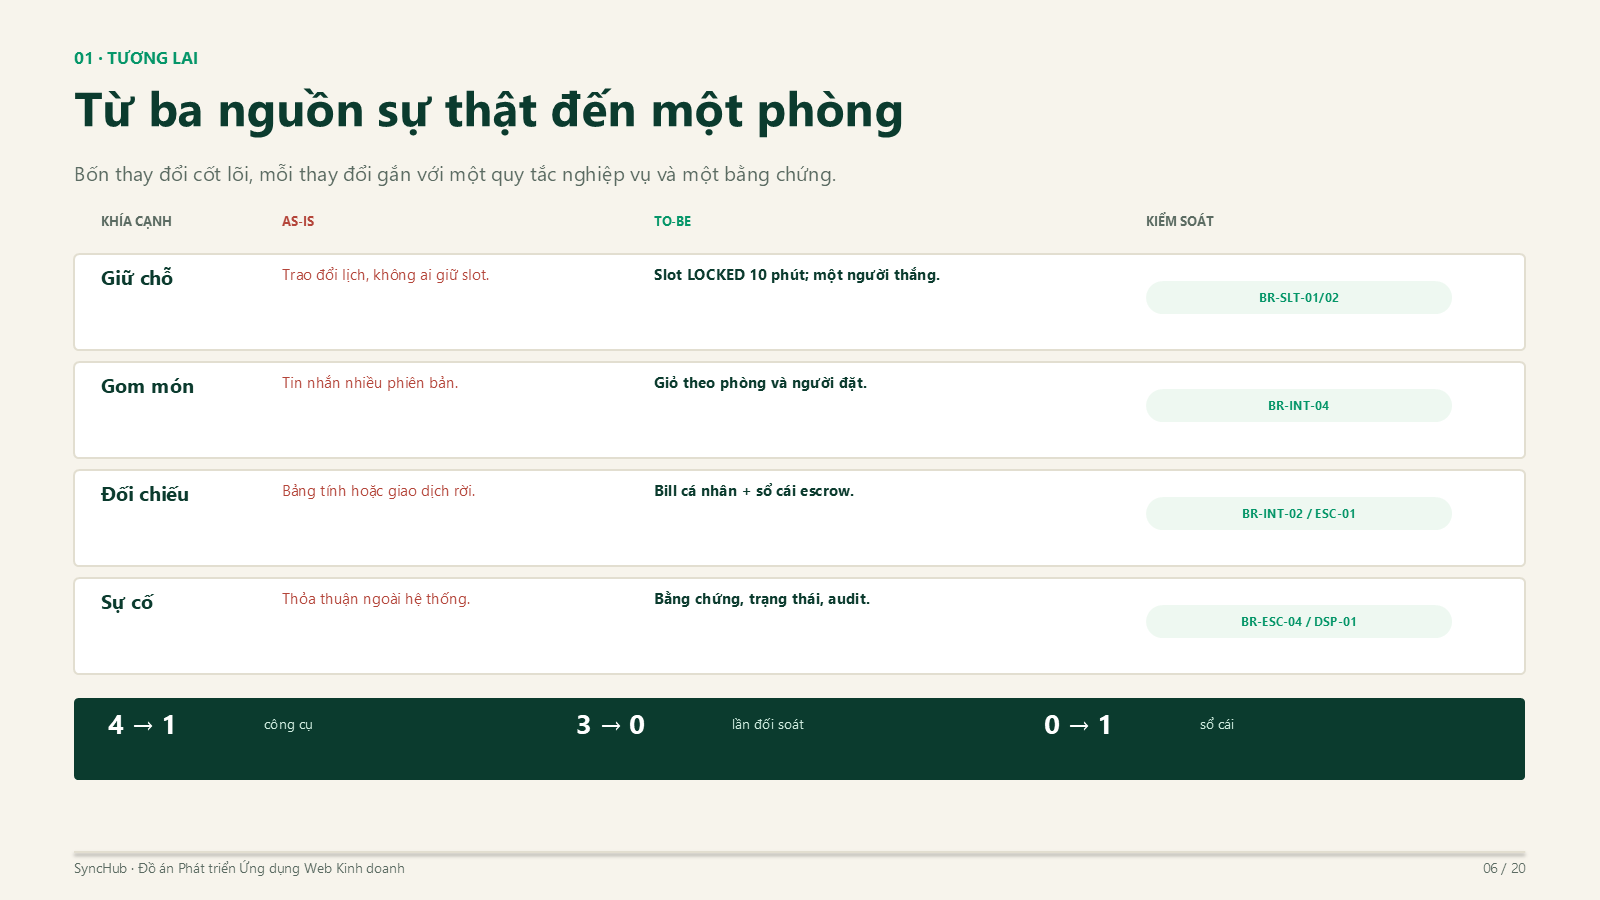 01 · TƯƠNG LAI
Từ ba nguồn sự thật đến một phòng
Bốn thay đổi cốt lõi, mỗi thay đổi gắn với một quy tắc nghiệp vụ và một bằng chứng.
KHÍA CẠNH AS-IS TO-BE KIỂM SOÁT
Giữ chỗ Trao đổi lịch, không ai giữ slot. Slot LOCKED 10 phút; một người thắng. BR-SLT-01/02
Gom món Tin nhắn nhiều phiên bản. Giỏ theo phòng và người đặt. BR-INT-04
Đối chiếu Bảng tính hoặc giao dịch rời. Bill cá nhân + sổ cái escrow. BR-INT-02 / ESC-01
Sự cố Thỏa thuận ngoài hệ thống. Bằng chứng, trạng thái, audit. BR-ESC-04 / DSP-01
4 → 1 công cụ 3 → 0 lần đối soát 0 → 1 sổ cái
SyncHub · Đồ án Phát triển Ứng dụng Web Kinh doanh 06 / 20